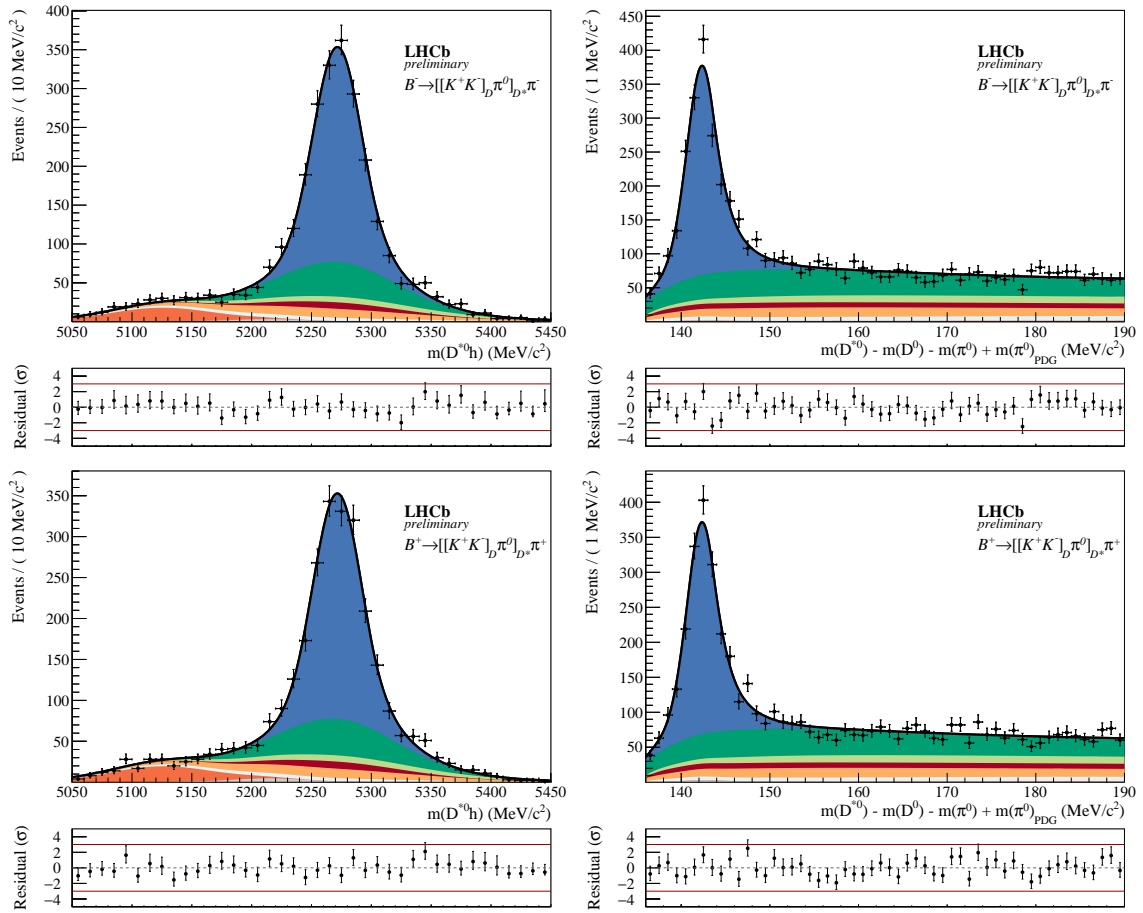 Events / ( 10 MeV/c²)
400
350
300
250
200
150
100
50
5050 5100 5150 5200 5250 5300 5350 5400 5450
m(D*⁰h) (MeV/c²)
LHCb
preliminary
B⁻→[[K⁺K⁻]_D π⁰]_D* π⁻
Residual (σ)
4
2
0
−2
−4
Events / ( 1 MeV/c²)
450
400
350
300
250
200
150
100
50
140 150 160 170 180 190
m(D*⁰) - m(D⁰) - m(π⁰) + m(π⁰)_PDG (MeV/c²)
LHCb
preliminary
B⁻→[[K⁺K⁻]_D π⁰]_D* π⁻
Residual (σ)
4
2
0
−2
−4
Events / ( 10 MeV/c²)
350
300
250
200
150
100
50
5050 5100 5150 5200 5250 5300 5350 5400 5450
m(D*⁰h) (MeV/c²)
LHCb
preliminary
B⁺→[[K⁺K⁻]_D π⁰]_D* π⁺
Residual (σ)
4
2
0
−2
−4
Events / ( 1 MeV/c²)
400
350
300
250
200
150
100
50
140 150 160 170 180 190
m(D*⁰) - m(D⁰) - m(π⁰) + m(π⁰)_PDG (MeV/c²)
LHCb
preliminary
B⁺→[[K⁺K⁻]_D π⁰]_D* π⁺
Residual (σ)
4
2
0
−2
−4